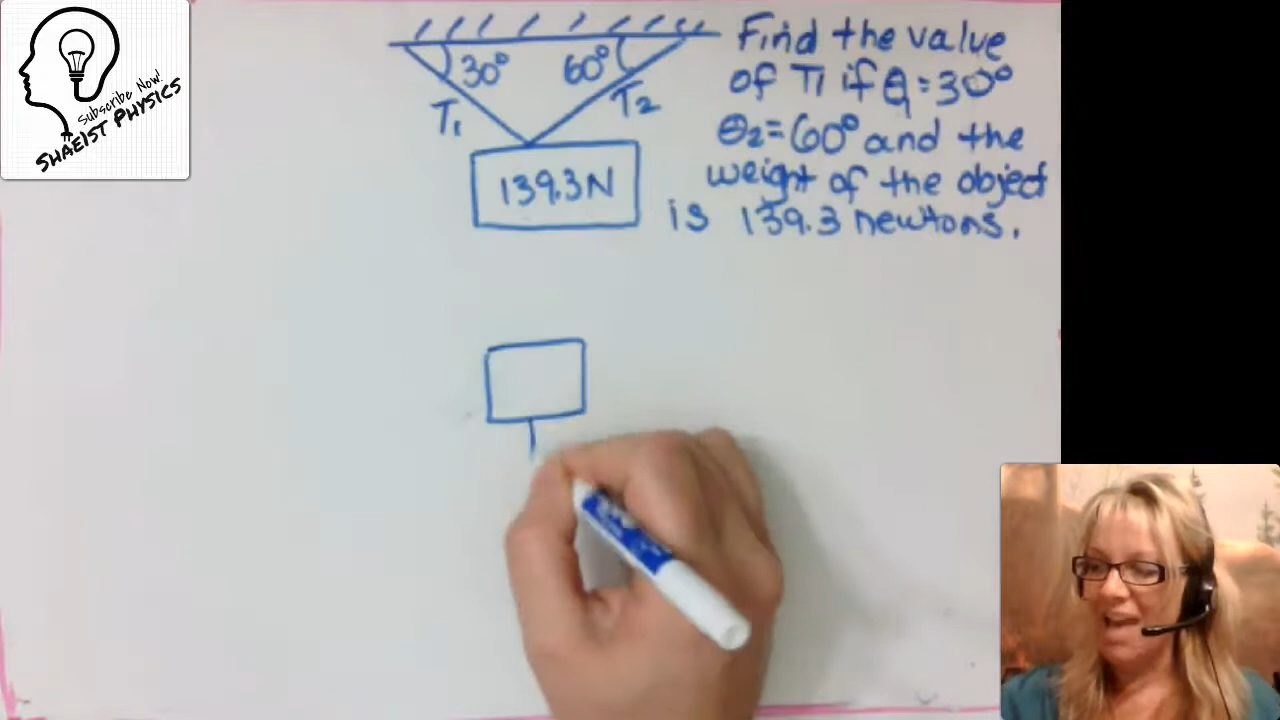 Subscribe Now!
SHAEIST PHYSICS
30° 60°
T1 T2
139.3N
Find the value
of T1 if θ1=30°
θ2=60° and the
weight of the object
is 139.3 newtons.